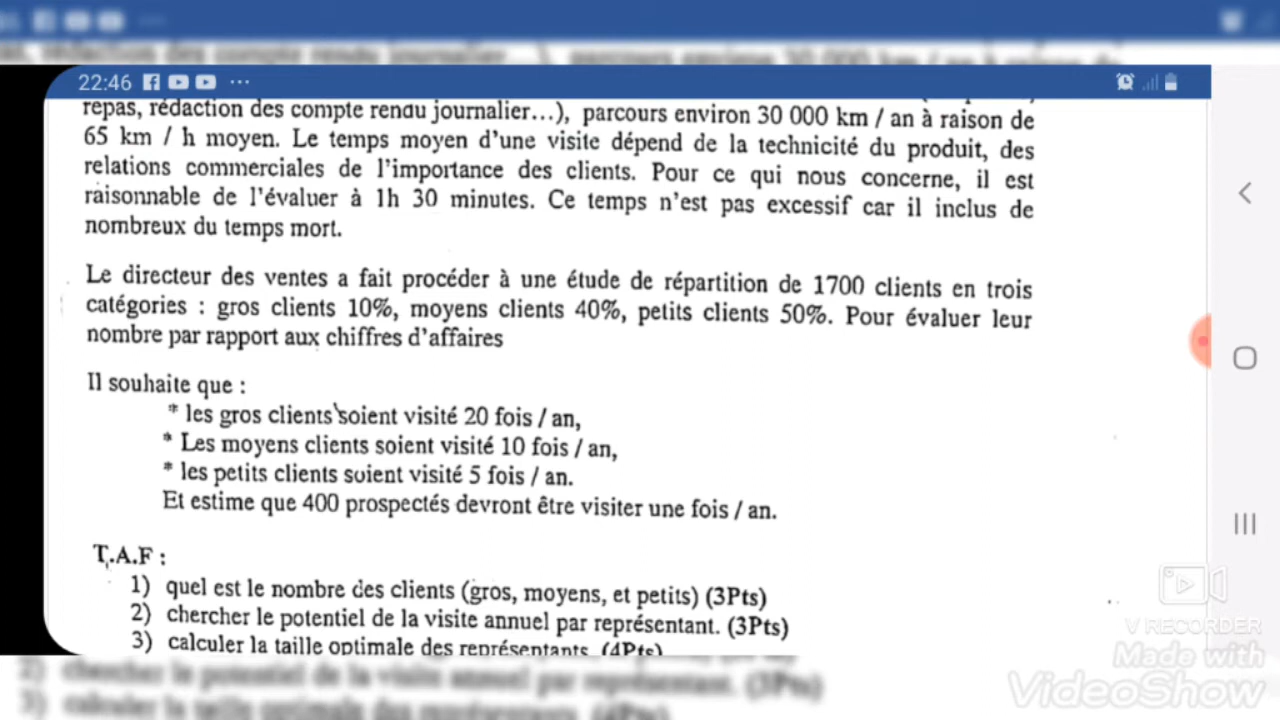 22:46
repas, rédaction des compte rendu journalier...), parcours environ 30 000 km / an à raison de
65 km / h moyen. Le temps moyen d'une visite dépend de la technicité du produit, des
relations commerciales de l'importance des clients. Pour ce qui nous concerne, il est
raisonnable de l'évaluer à 1h 30 minutes. Ce temps n'est pas excessif car il inclus de
nombreux du temps mort.
Le directeur des ventes a fait procéder à une étude de répartition de 1700 clients en trois
catégories : gros clients 10%, moyens clients 40%, petits clients 50%. Pour évaluer leur
nombre par rapport aux chiffres d'affaires
Il souhaite que :
* les gros clients soient visité 20 fois / an,
* Les moyens clients soient visité 10 fois / an,
* les petits clients soient visité 5 fois / an.
Et estime que 400 prospectés devront être visiter une fois / an.
T.A.F :
1) quel est le nombre des clients (gros, moyens, et petits) (3Pts)
2) chercher le potentiel de la visite annuel par représentant. (3Pts)
3) calculer la taille optimale des représentants. (4Pts)
V RECORDER
Made with
VideoShow